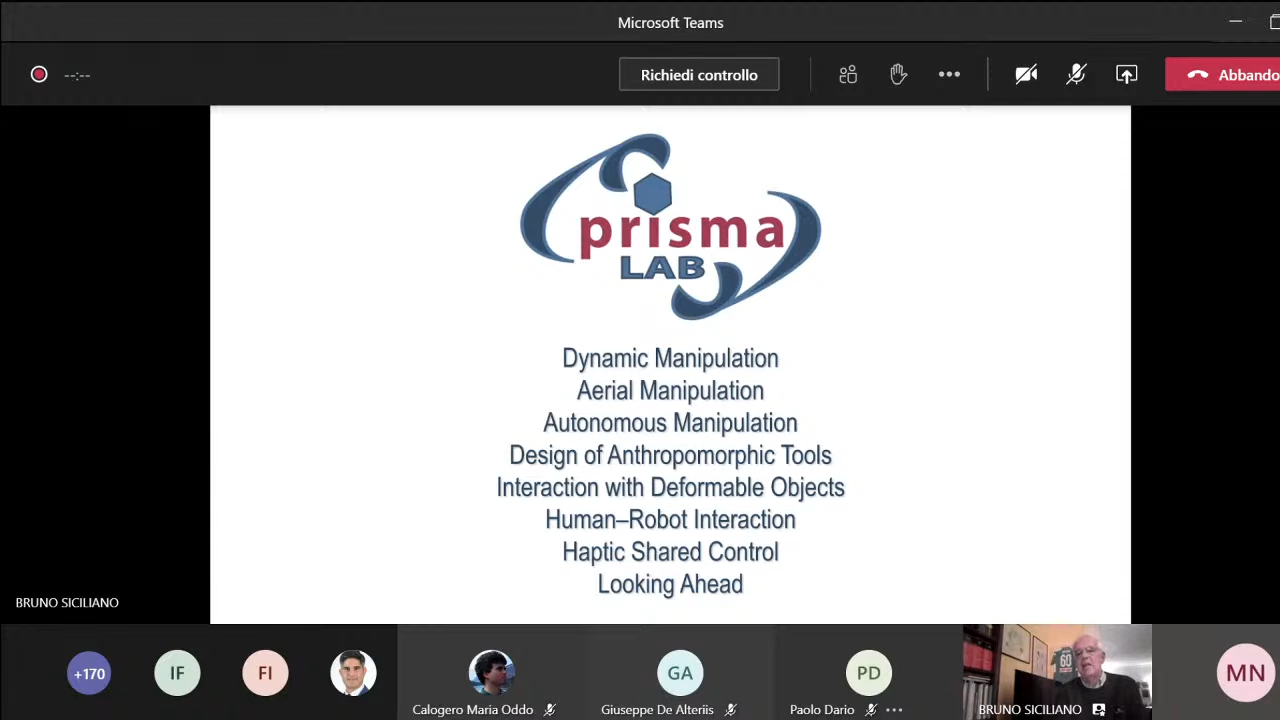 Microsoft Teams
--:--
Richiedi controllo
Abbando
prisma
LAB
Dynamic Manipulation
Aerial Manipulation
Autonomous Manipulation
Design of Anthropomorphic Tools
Interaction with Deformable Objects
Human–Robot Interaction
Haptic Shared Control
Looking Ahead
BRUNO SICILIANO
+170
IF
FI
Calogero Maria Oddo
GA
Giuseppe De Alteriis
PD
Paolo Dario
60
BRUNO SICILIANO
MN